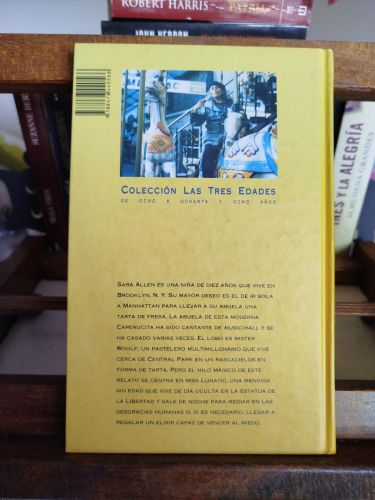 ROBERT HARRIS
PATRIA
COLECCIÓN LAS TRES EDADES
DE OCHO A OCHENTA Y OCHO AÑOS
SARA ALLEN ES UNA NIÑA DE DIEZ AÑOS QUE VIVE EN
BROOKLYN, N. Y. SU MAYOR DESEO ES EL DE IR SOLA
A MANHATTAN PARA LLEVAR A SU ABUELA UNA
TARTA DE FRESA. LA ABUELA DE ESTA MODERNA
CAPERUCITA HA SIDO CANTANTE DE MUSIC-HALL Y SE
HA CASADO VARIAS VECES. EL LOBO ES MISTER
WOOLF, UN PASTELERO MULTIMILLONARIO QUE VIVE
CERCA DE CENTRAL PARK EN UN RASCACIELOS EN
FORMA DE TARTA. PERO EL HILO MÁGICO DE ESTE
RELATO SE CENTRA EN MISS LUNATIC, UNA MENDIGA
SIN EDAD QUE VIVE DE DÍA OCULTA EN LA ESTATUA DE
LA LIBERTAD Y SALE DE NOCHE PARA MEDIAR EN LAS
DESGRACIAS HUMANAS O, SI ES NECESARIO, LLEGAR A
REGALAR UN ELIXIR CAPAZ DE VENCER AL MIEDO.
Y LA ALEGRÍA
ALMUDENA GRANDES